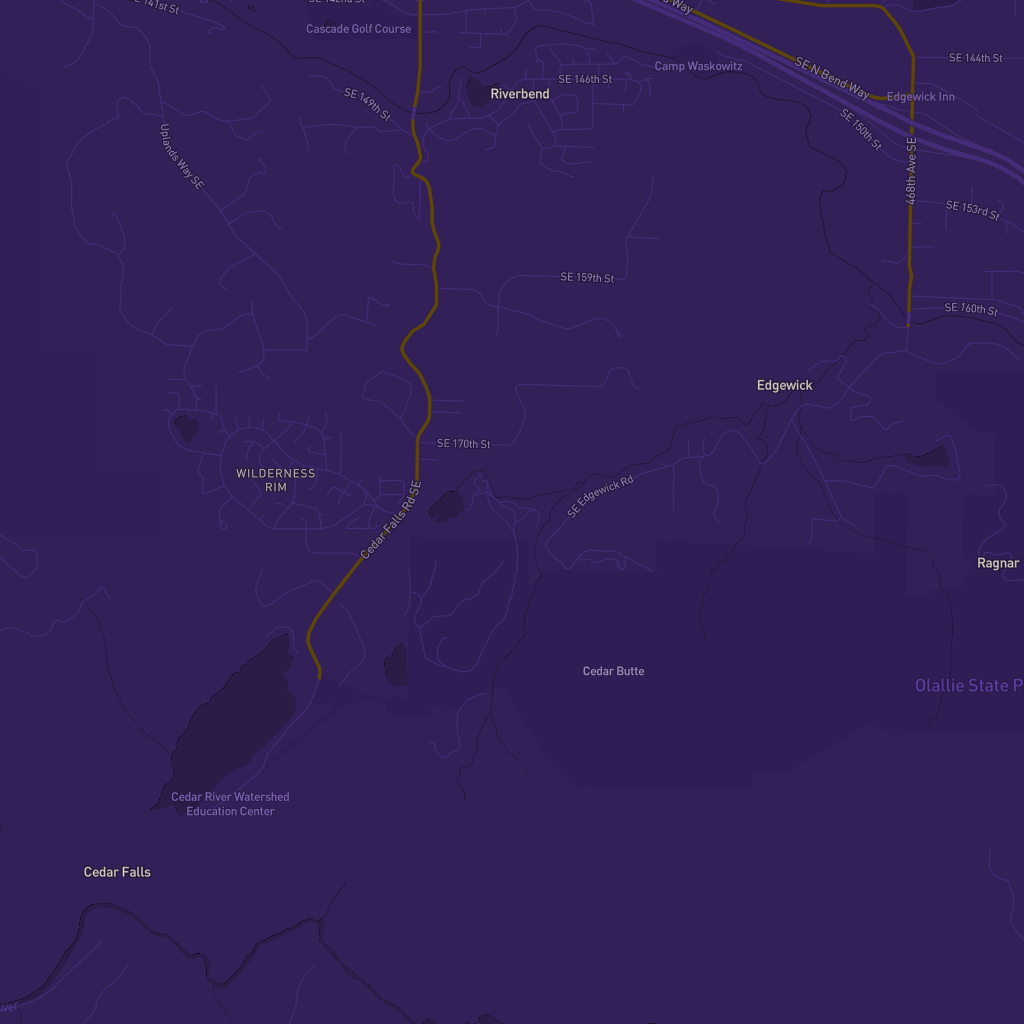 SE 141st St
SE 142nd St
Way
Cascade Golf Course
SE N Bend Way
SE 144th St
Camp Waskowitz
SE 146th St
Riverbend
SE 149th St
Edgewick Inn
SE 150th St
Uplands Way SE
468th Ave SE
SE 153rd St
SE 159th St
SE 160th St
Edgewick
SE 170th St
WILDERNESS
RIM
SE Edgewick Rd
Cedar Falls Rd SE
Ragnar
Cedar Butte
Olallie State P
Cedar River Watershed
Education Center
Cedar Falls